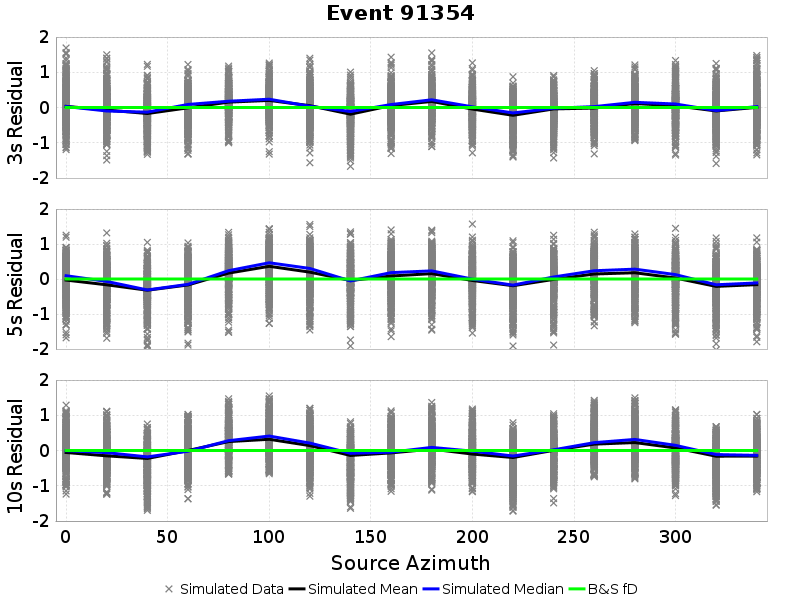 Event 91354
3s Residual
2
1
0
-1
-2
5s Residual
2
1
0
-1
-2
10s Residual
2
1
0
-1
-2
0 50 100 150 200 250 300
Source Azimuth
Simulated Data Simulated Mean Simulated Median B&S fD